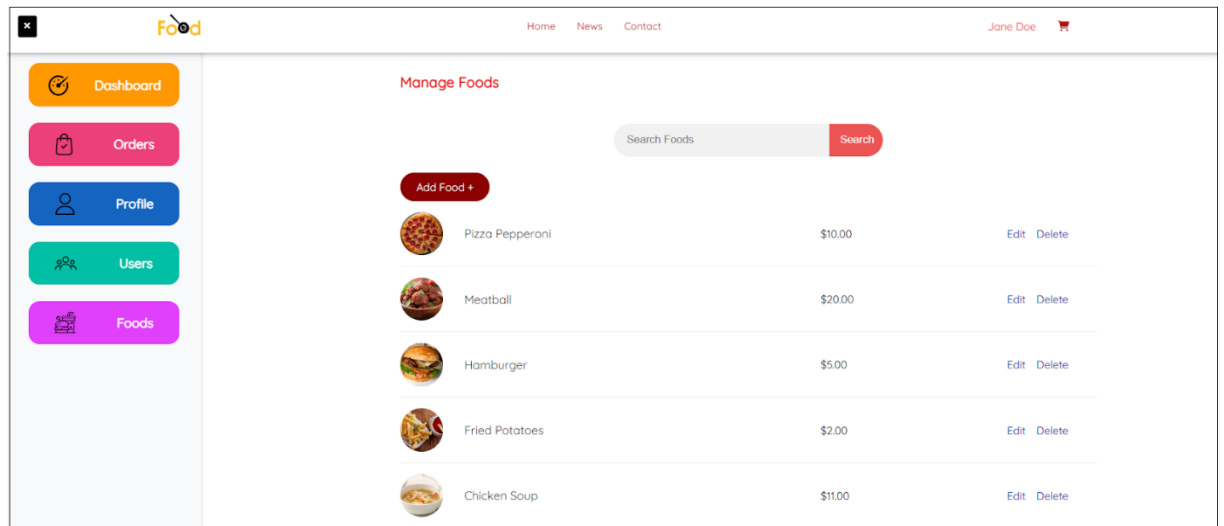 Food
Home News Contact
Jane Doe
Dashboard
Orders
Profile
Users
Foods
Manage Foods
Search Foods Search
Add Food +
Pizza Pepperoni $10.00 Edit Delete
Meatball $20.00 Edit Delete
Hamburger $5.00 Edit Delete
Fried Potatoes $2.00 Edit Delete
Chicken Soup $11.00 Edit Delete